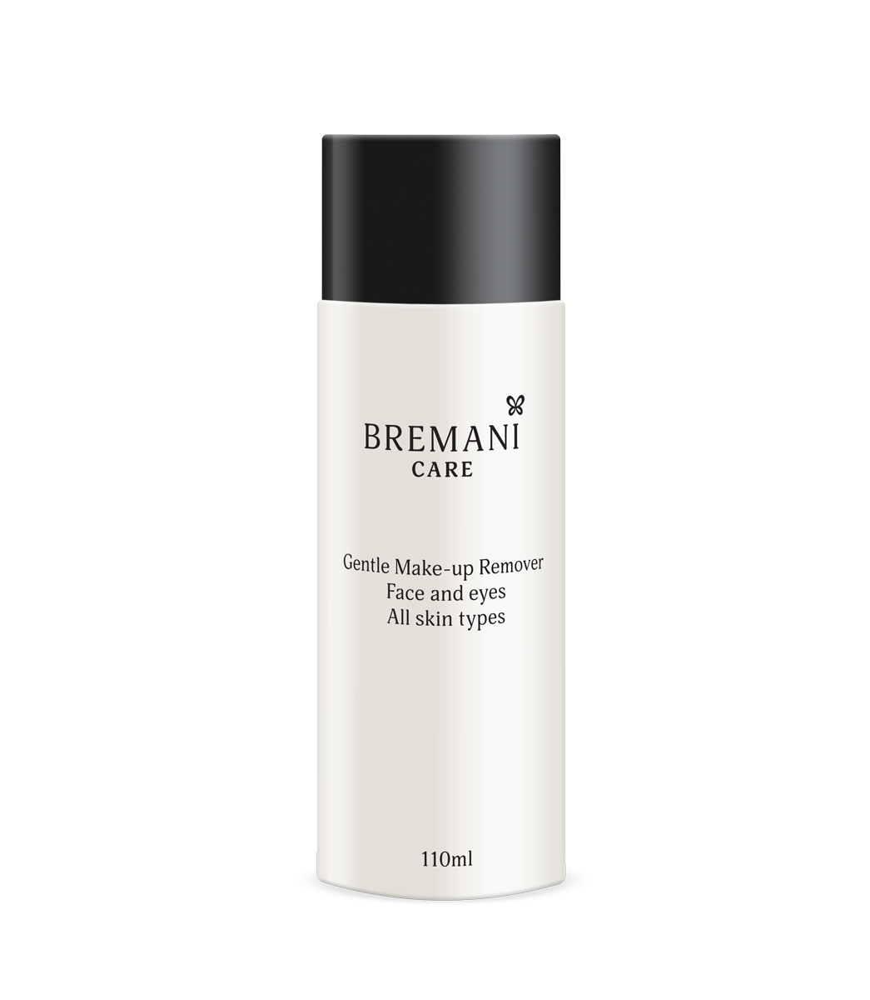 BREMANI
CARE
Gentle Make-up Remover
Face and eyes
All skin types
110ml